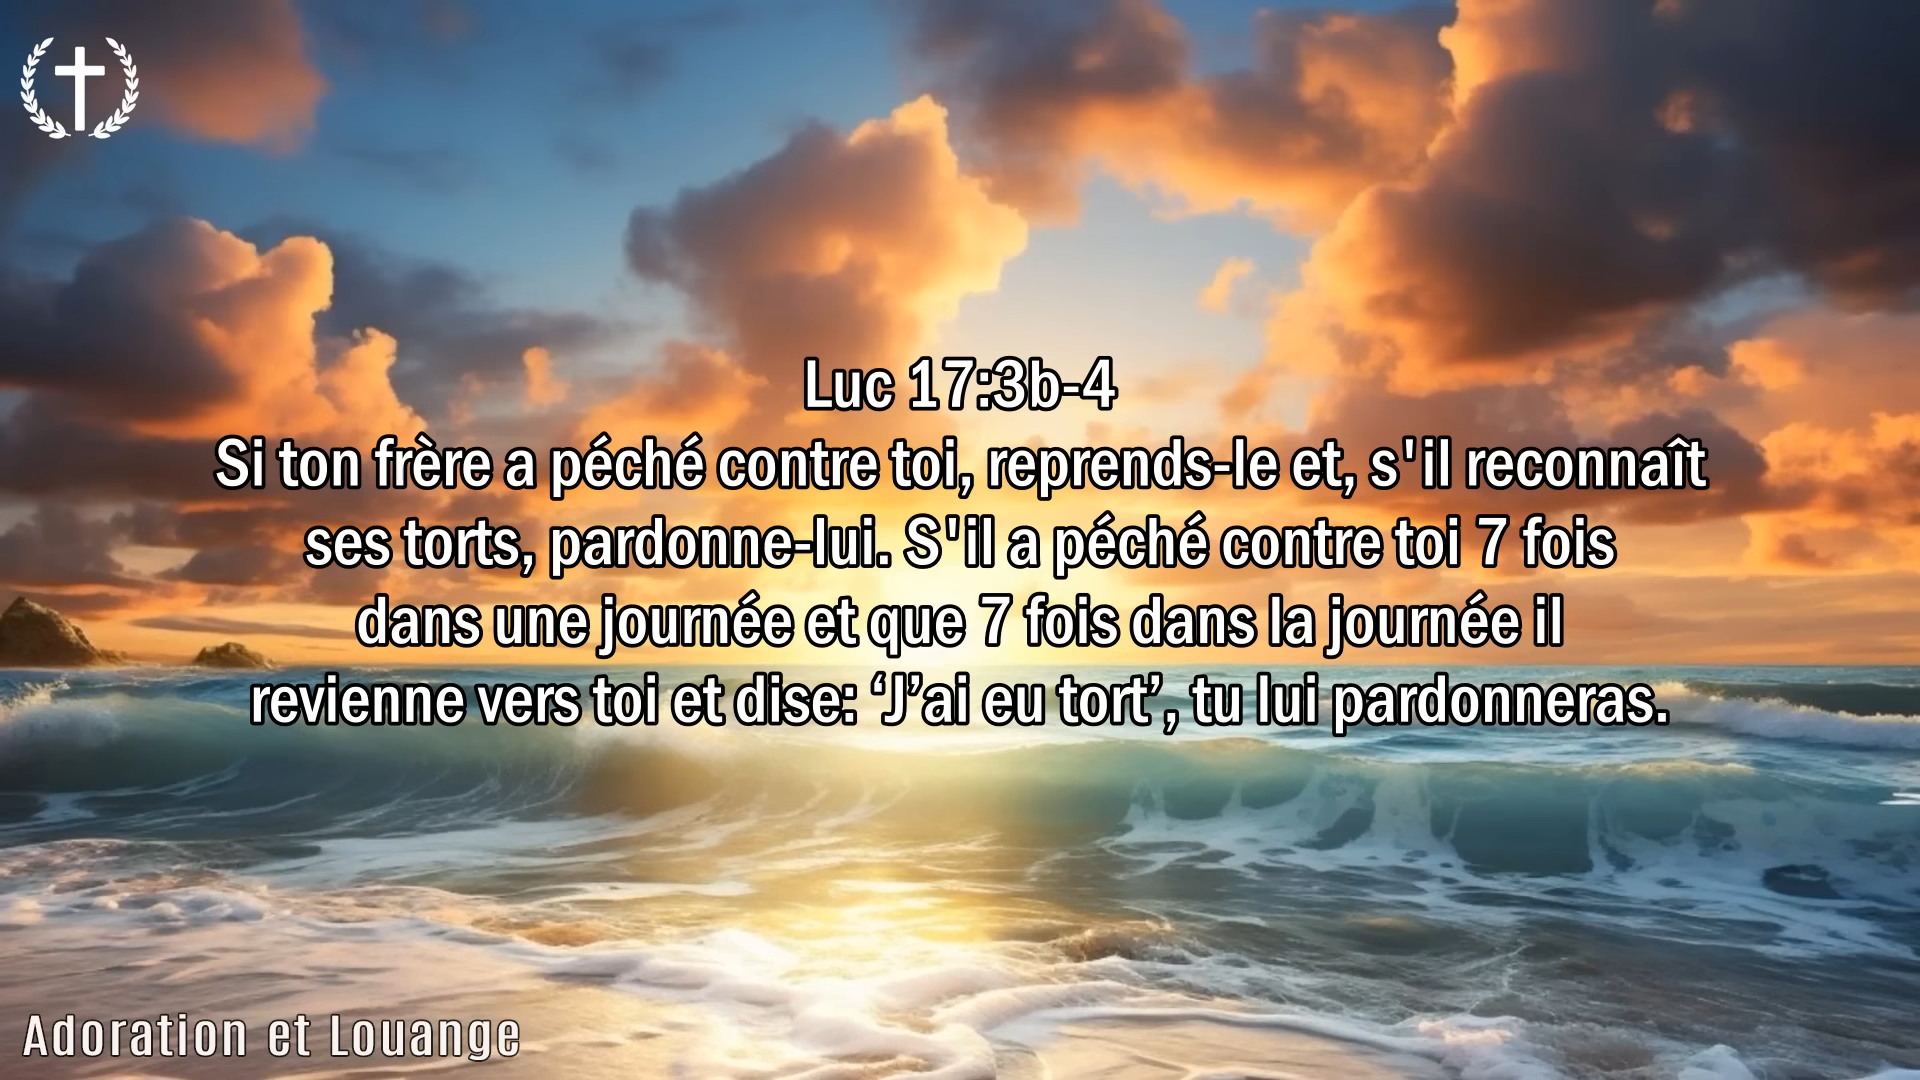 Luc 17:3b-4
Si ton frère a péché contre toi, reprends-le et, s'il reconnaît
ses torts, pardonne-lui. S'il a péché contre toi 7 fois
dans une journée et que 7 fois dans la journée il
revienne vers toi et dise: ‘J’ai eu tort’, tu lui pardonneras.
Adoration et Louange